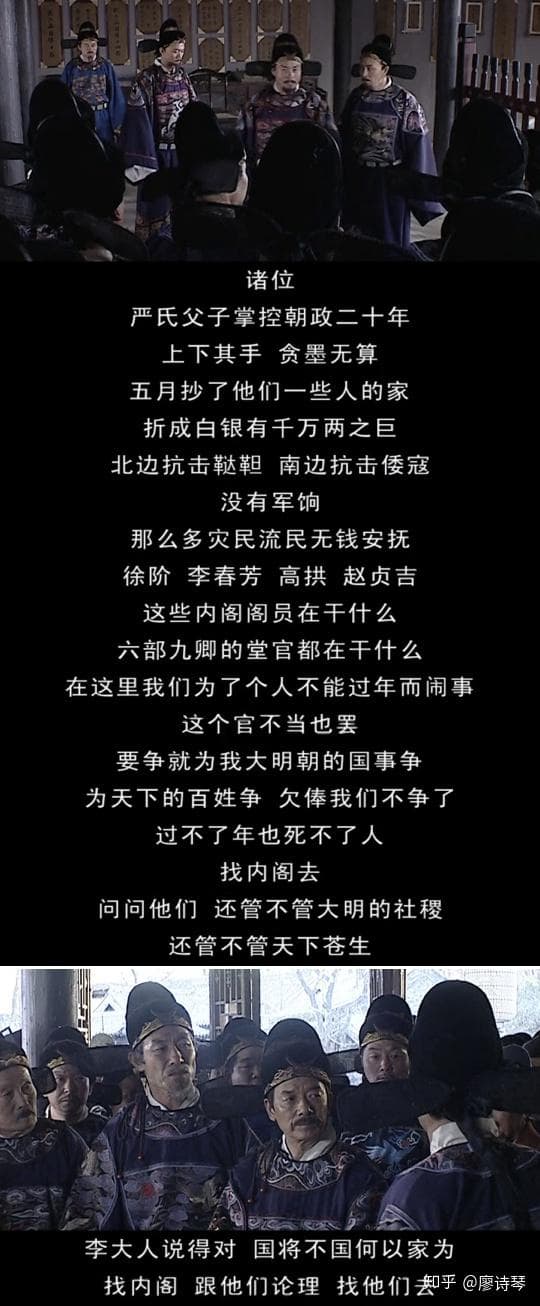 诸位
严氏父子掌控朝政二十年
上下其手 贪墨无算
五月抄了他们一些人的家
折成白银有千万两之巨
北边抗击鞑靼 南边抗击倭寇
没有军饷
那么多灾民流民无钱安抚
徐阶 李春芳 高拱 赵贞吉
这些内阁阁员在干什么
六部九卿的堂官都在干什么
在这里我们为了个人不能过年而闹事
这个官不当也罢
要争就为我大明朝的国事争
为天下的百姓争 欠俸我们不争了
过不了年也死不了人
找内阁去
问问他们 还管不管大明的社稷
还管不管天下苍生
李大人说得对 国将不国何以家为
找内阁 跟他们论理 找他们去
知乎 @廖诗琴